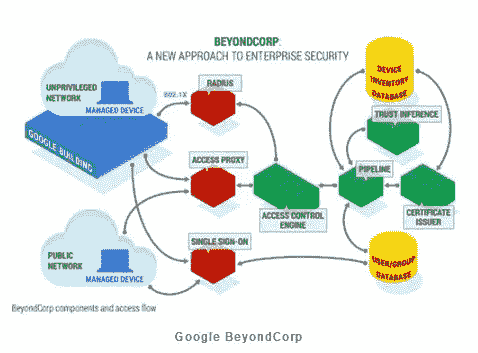 BEYONDCORP:
A NEW APPROACH TO ENTERPRISE SECURITY
UNPRIVILEGED
NETWORK
MANAGED DEVICE
GOOGLE BUILDING
802.1X
RADIUS
ACCESS PROXY
SINGLE SIGN-ON
ACCESS CONTROL
ENGINE
PIPELINE
DEVICE
INVENTORY
DATABASE
TRUST INFERENCE
CERTIFICATE
ISSUER
USER/GROUP
DATABASE
PUBLIC
NETWORK
MANAGED DEVICE
BeyondCorp components and access flow
Google BeyondCorp